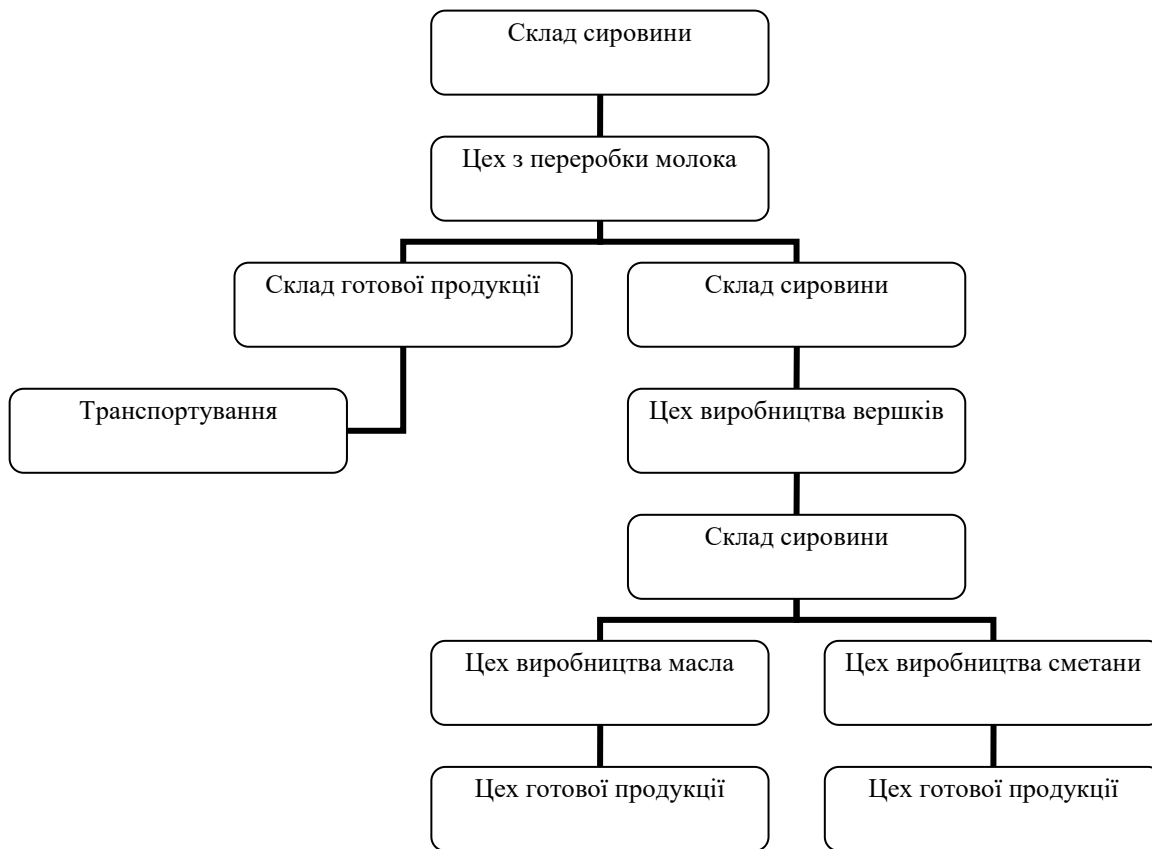 Склад сировини
Цех з переробки молока
Склад готової продукції
Склад сировини
Транспортування
Цех виробництва вершків
Склад сировини
Цех виробництва масла
Цех виробництва сметани
Цех готової продукції
Цех готової продукції